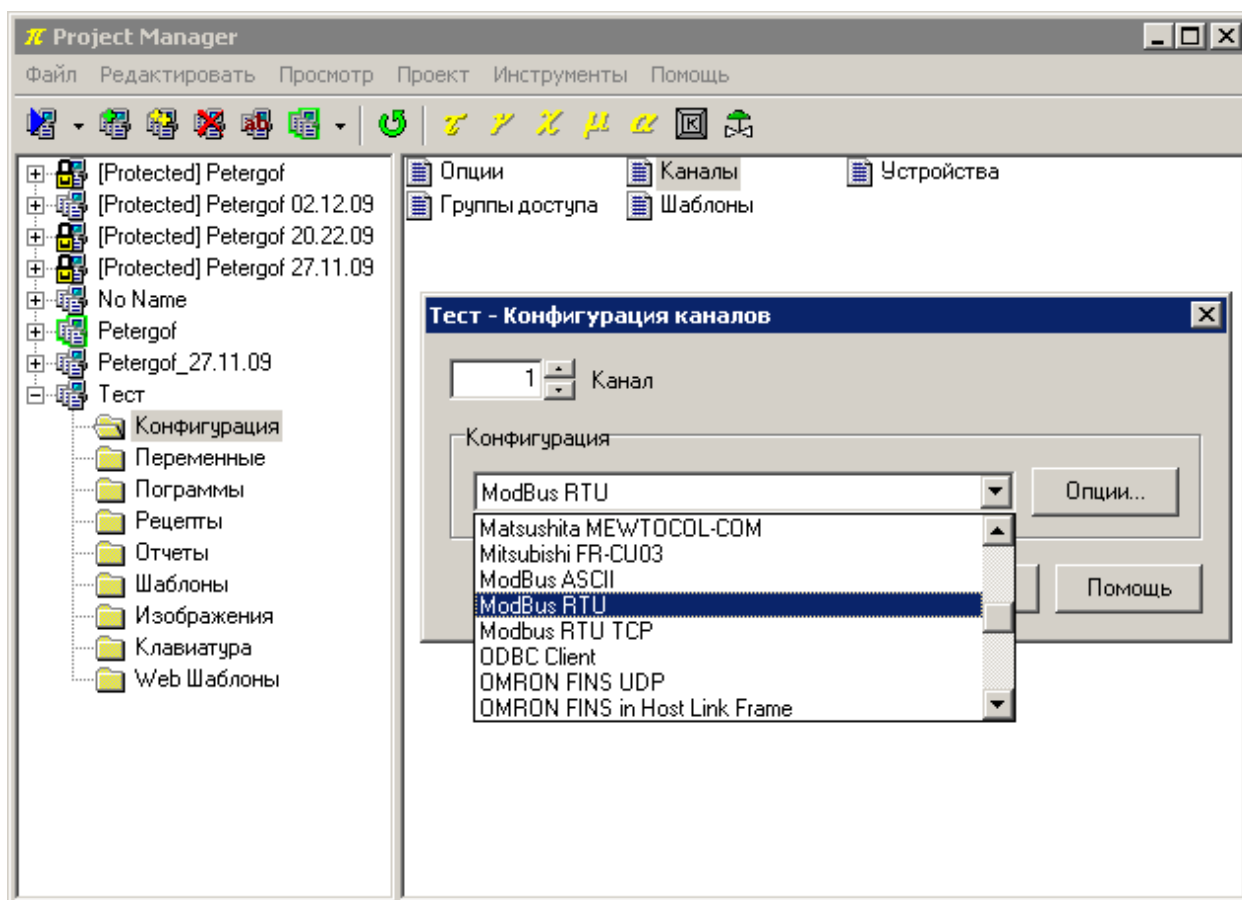 π Project Manager
Файл Редактировать Просмотр Проект Инструменты Помощь
ab τ γ χ μ α K
[Protected] Petergof
[Protected] Petergof 02.12.09
[Protected] Petergof 20.22.09
[Protected] Petergof 27.11.09
No Name
Petergof
Petergof_27.11.09
Тест
Конфигурация
Переменные
Пограммы
Рецепты
Отчеты
Шаблоны
Изображения
Клавиатура
Web Шаблоны
Опции Каналы Устройства
Группы доступа Шаблоны
Тест - Конфигурация каналов
1 Канал
Конфигурация
ModBus RTU Опции...
Matsushita MEWTOCOL-COM
Mitsubishi FR-CU03
ModBus ASCII
ModBus RTU
Modbus RTU TCP
ODBC Client
OMRON FINS UDP
OMRON FINS in Host Link Frame
Помощь